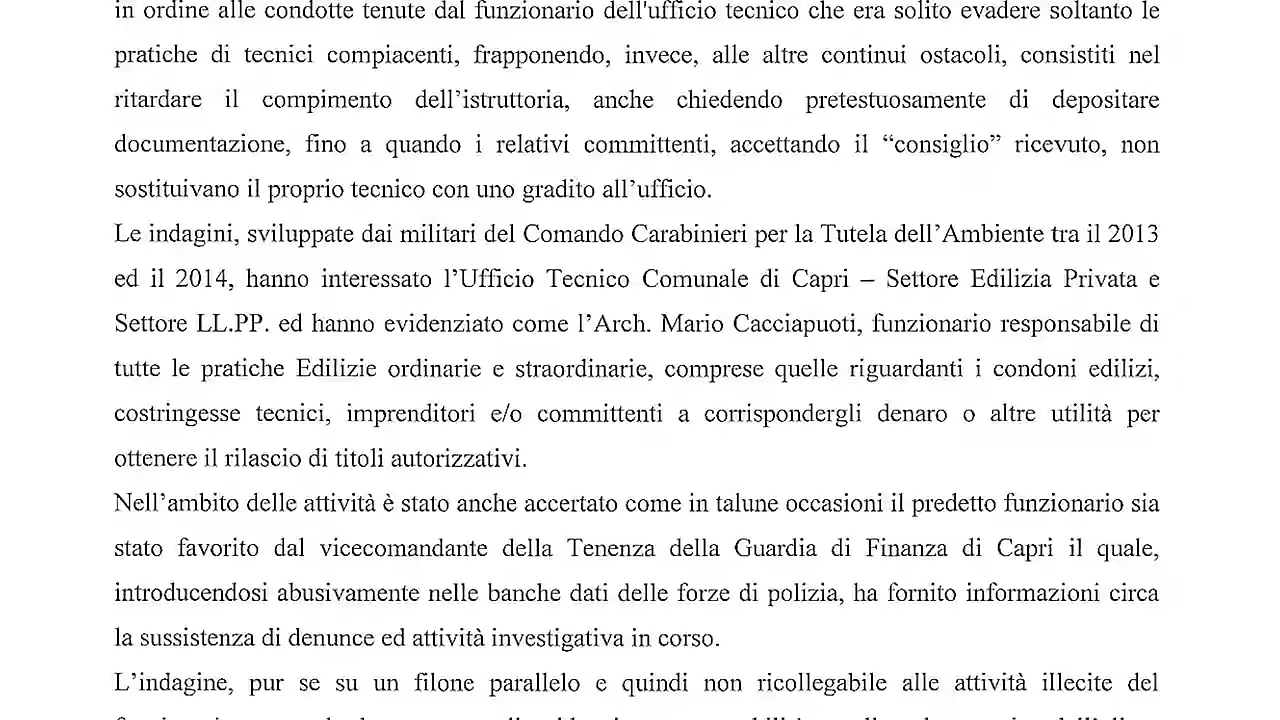 in ordine alle condotte tenute dal funzionario dell'ufficio tecnico che era solito evadere soltanto le
pratiche di tecnici compiacenti, frapponendo, invece, alle altre continui ostacoli, consistiti nel
ritardare il compimento dell’istruttoria, anche chiedendo pretestuosamente di depositare
documentazione, fino a quando i relativi committenti, accettando il “consiglio” ricevuto, non
sostituivano il proprio tecnico con uno gradito all’ufficio.
Le indagini, sviluppate dai militari del Comando Carabinieri per la Tutela dell’Ambiente tra il 2013
ed il 2014, hanno interessato l’Ufficio Tecnico Comunale di Capri – Settore Edilizia Privata e
Settore LL.PP. ed hanno evidenziato come l’Arch. Mario Cacciapuoti, funzionario responsabile di
tutte le pratiche Edilizie ordinarie e straordinarie, comprese quelle riguardanti i condoni edilizi,
costringesse tecnici, imprenditori e/o committenti a corrispondergli denaro o altre utilità per
ottenere il rilascio di titoli autorizzativi.
Nell’ambito delle attività è stato anche accertato come in talune occasioni il predetto funzionario sia
stato favorito dal vicecomandante della Tenenza della Guardia di Finanza di Capri il quale,
introducendosi abusivamente nelle banche dati delle forze di polizia, ha fornito informazioni circa
la sussistenza di denunce ed attività investigativa in corso.
L’indagine, pur se su un filone parallelo e quindi non ricollegabile alle attività illecite del